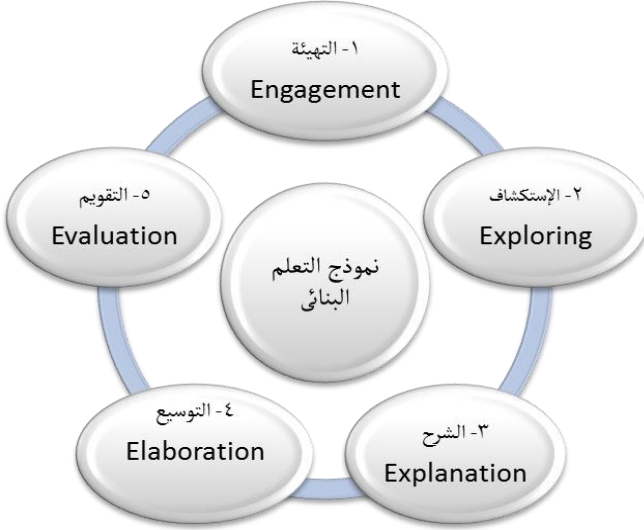 ١- التهيئة
Engagement
٢- الإستكشاف
Exploring
٣- الشرح
Explanation
٤- التوسيع
Elaboration
٥- التقويم
Evaluation
نموذج التعلم
البنائى